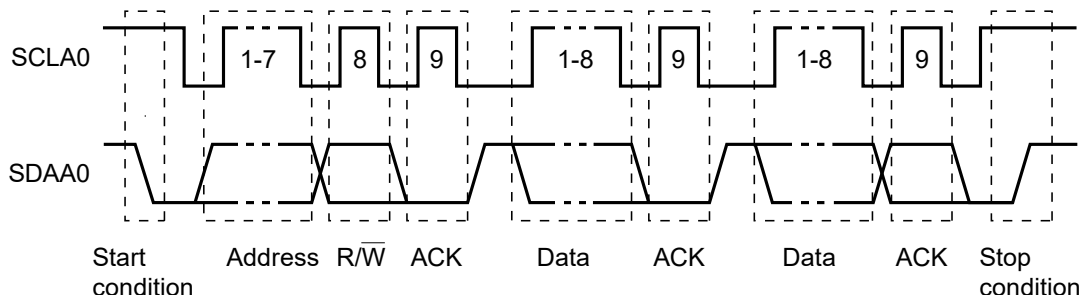 SCLA0
1-7
8
9
1-8
9
1-8
9
SDAA0
Start condition
Address
R/W̅
ACK
Data
ACK
Data
ACK
Stop condition